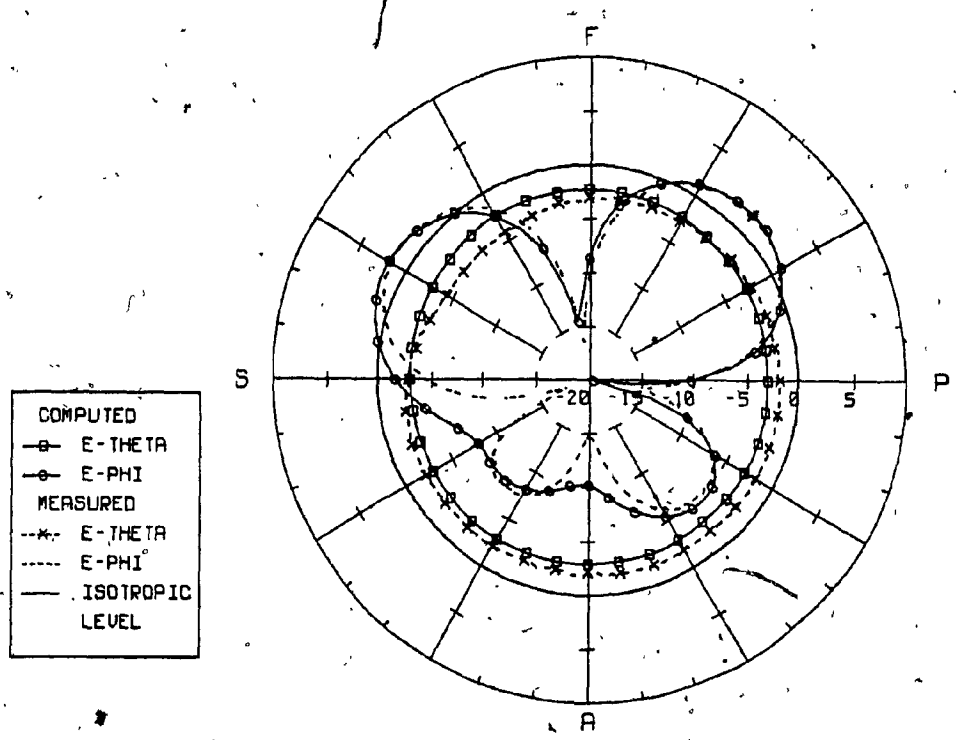 F
S
-20 -15 -10 -5 0 5
P
A
COMPUTED
E-THETA
E-PHI
MEASURED
E-THETA
E-PHI
ISOTROPIC
LEVEL